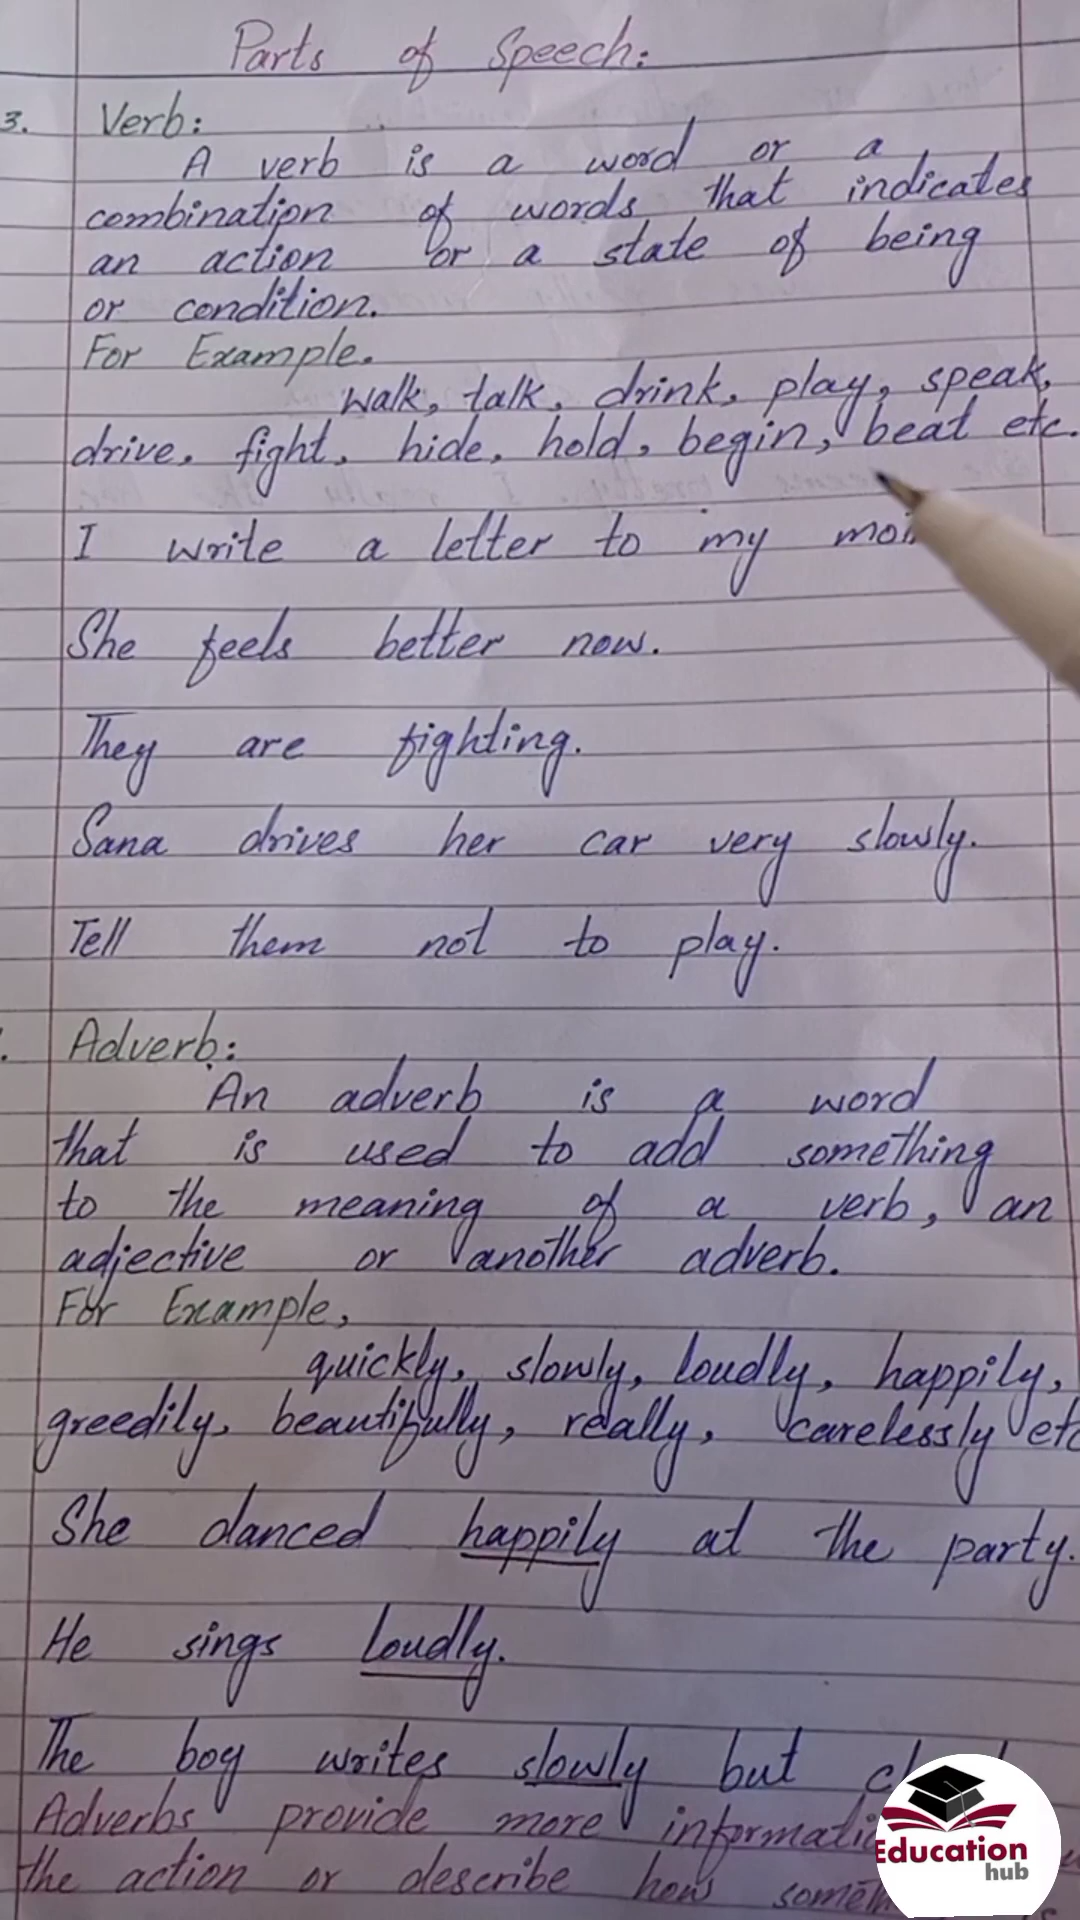 Parts of Speech:
3. Verb:
A verb is a word or a
combination of words that indicates
an action or a state of being
or condition.
For Example.
walk, talk, drink, play, speak,
drive, fight, hide, hold, begin, beat etc.
I write a letter to my
She feels better now.
They are fighting.
Sana drives her car very slowly.
Tell them not to play.
Adverb:
An adverb is a word
that is used to add something
to the meaning of a verb, an
adjective or another adverb.
For Example,
quickly, slowly, loudly, happily,
greedily, beautifully, really, carelessly etc
She danced happily at the party.
He sings loudly.
The boy writes slowly but
Adverbs provide more
the action or describe how
Education
hub